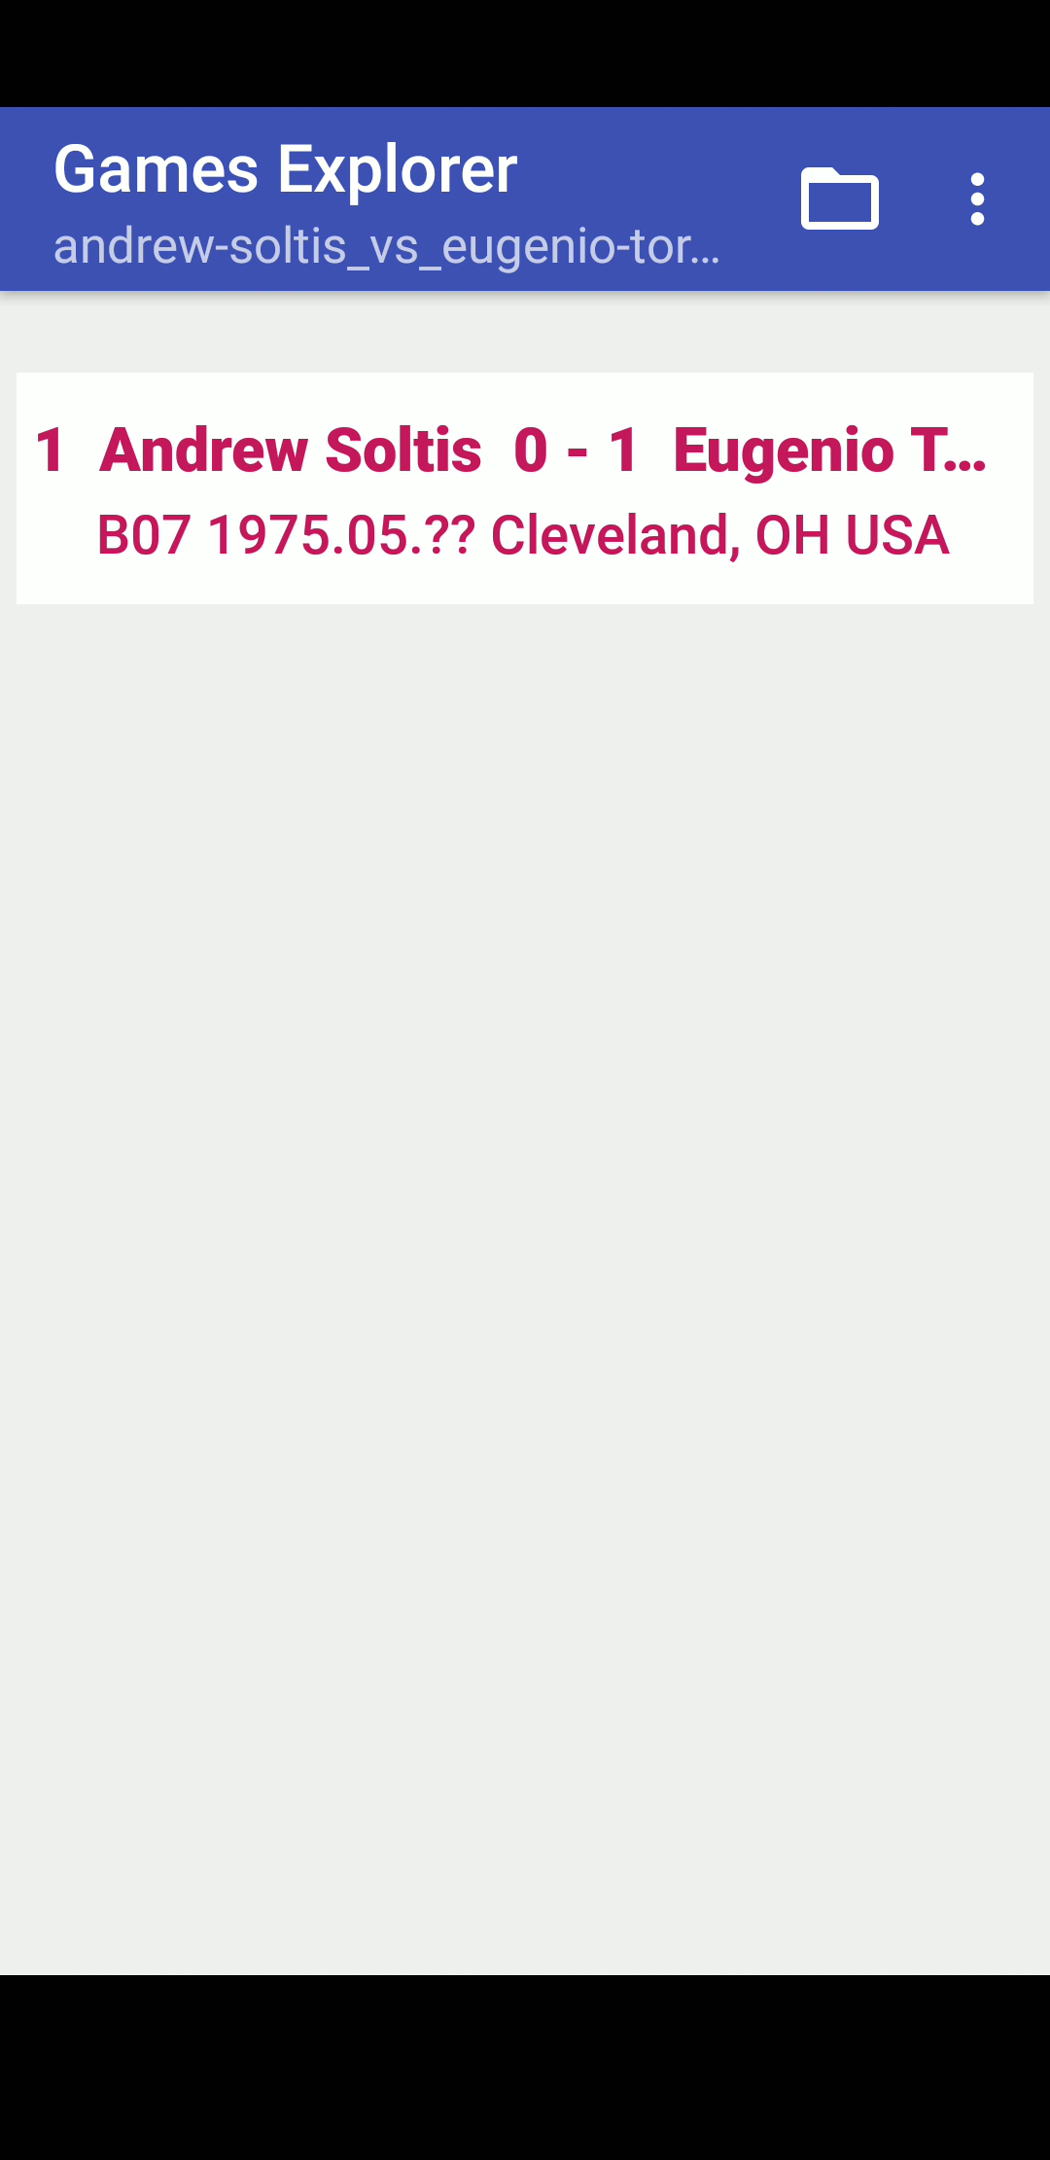 Games Explorer
andrew-soltis_vs_eugenio-tor...
1 Andrew Soltis 0 - 1 Eugenio T...
B07 1975.05.?? Cleveland, OH USA